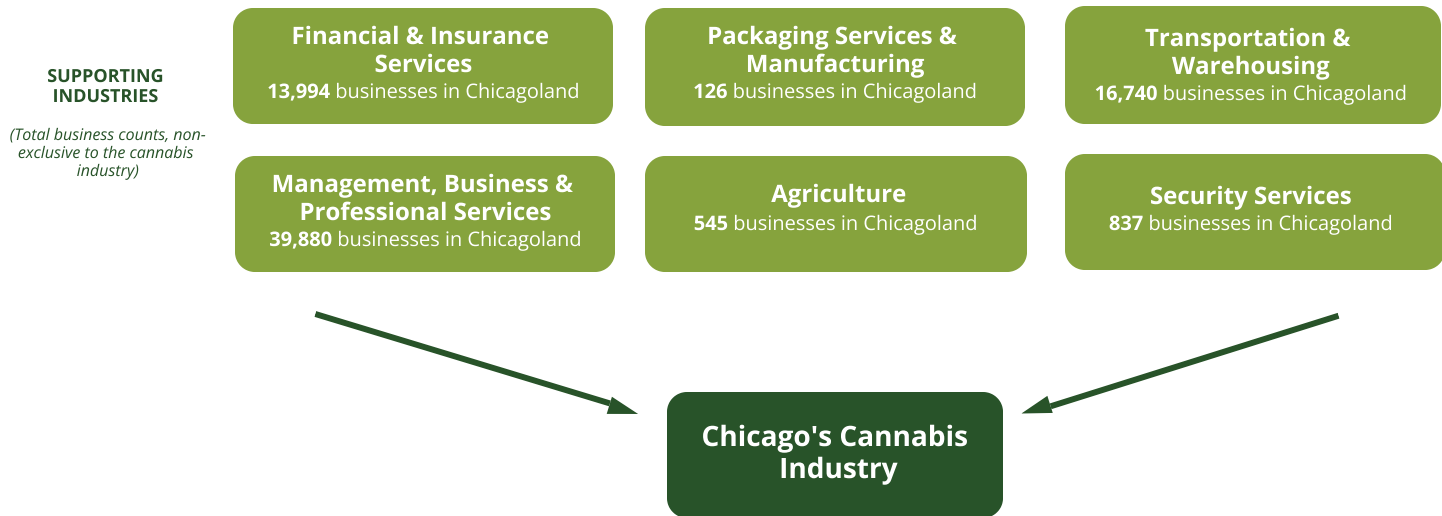 SUPPORTING
INDUSTRIES
(Total business counts, non-
exclusive to the cannabis
industry)
Financial & Insurance
Services
13,994 businesses in Chicagoland
Packaging Services &
Manufacturing
126 businesses in Chicagoland
Transportation &
Warehousing
16,740 businesses in Chicagoland
Management, Business &
Professional Services
39,880 businesses in Chicagoland
Agriculture
545 businesses in Chicagoland
Security Services
837 businesses in Chicagoland
Chicago's Cannabis
Industry